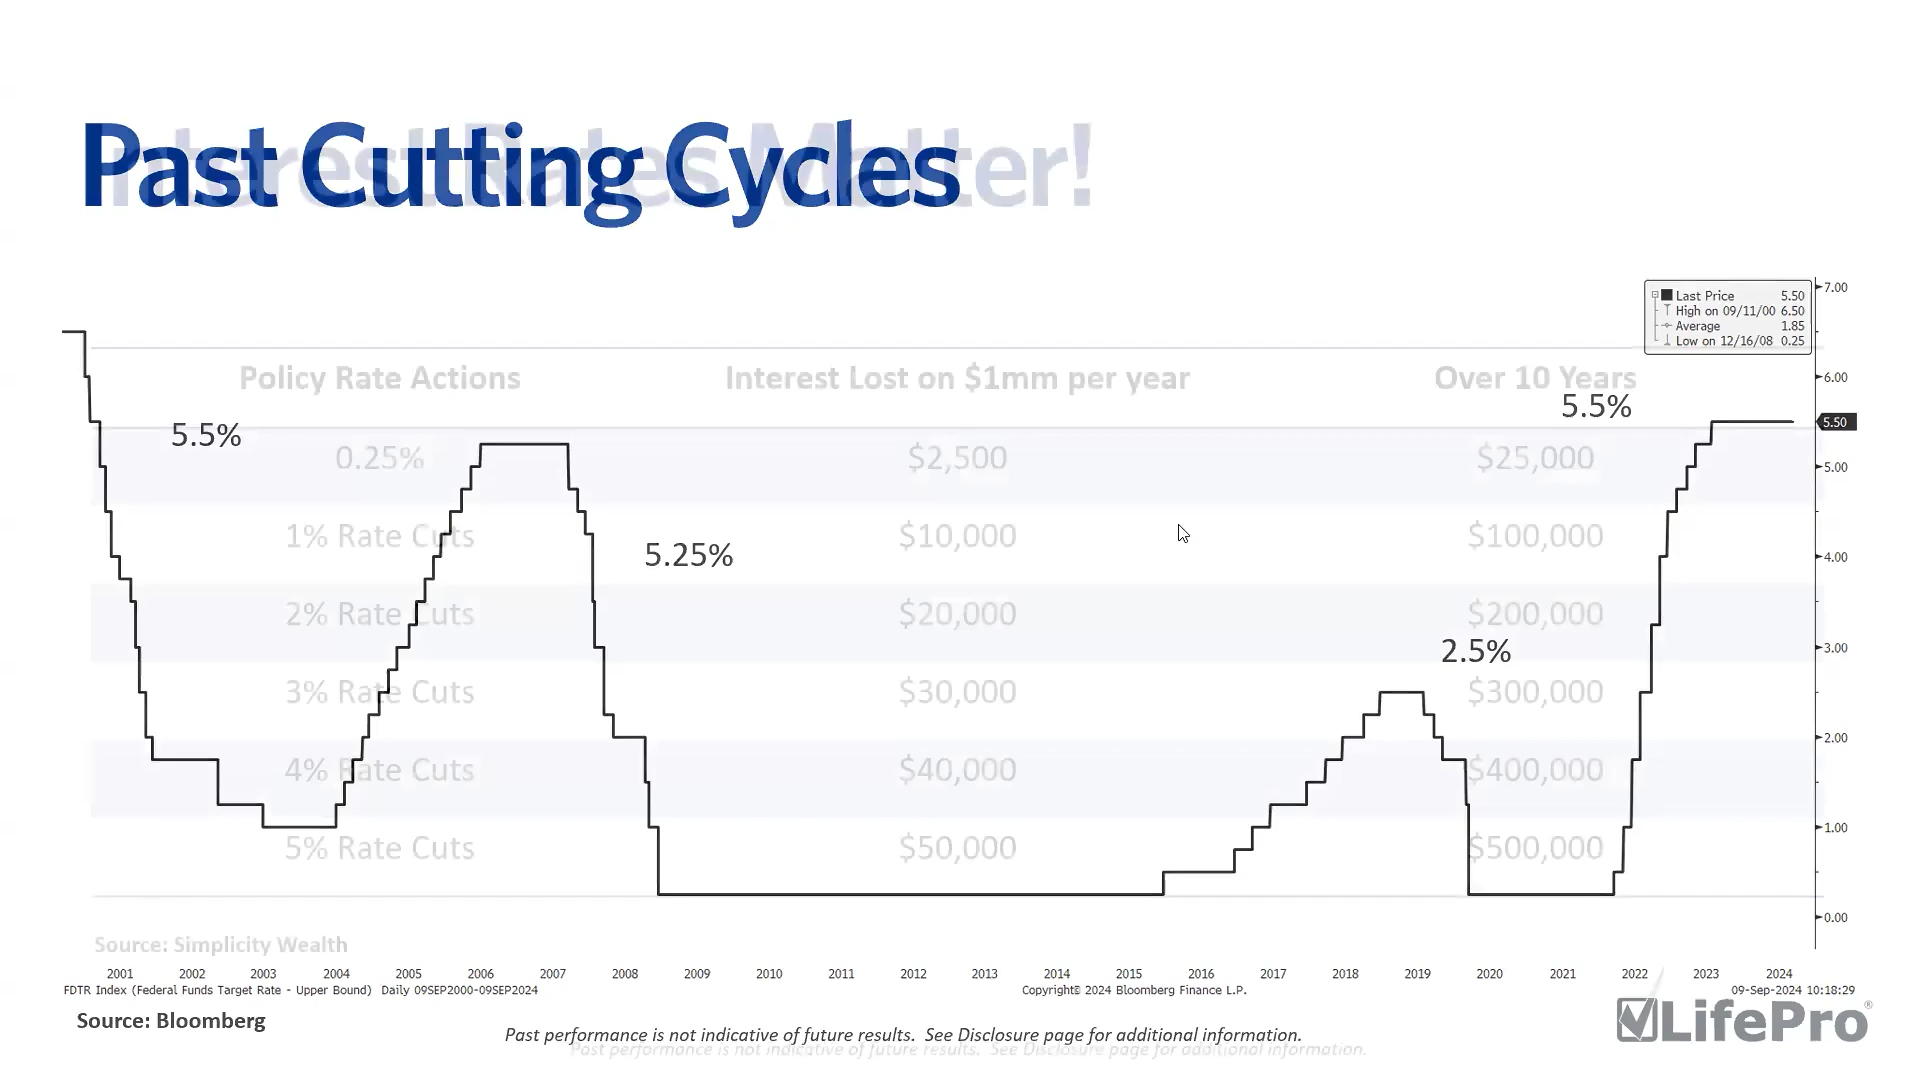 Past Cutting Cycles
Interest Rates Matter!
7.00
Last Price 5.50
High on 09/11/00 6.50
Average 1.85
Low on 12/16/08 0.25
Policy Rate Actions Interest Lost on $1mm per year Over 10 Years
6.00
5.5%
5.50
5.5%
0.25% $2,500 $25,000
5.00
1% Rate Cuts $10,000 $100,000
5.25%
4.00
2% Rate Cuts $20,000 $200,000
2.5%
3.00
3% Rate Cuts $30,000 $300,000
2.00
4% Rate Cuts $40,000 $400,000
1.00
5% Rate Cuts $50,000 $500,000
0.00
Source: Simplicity Wealth
2001 2002 2003 2004 2005 2006 2007 2008 2009 2010 2011 2012 2013 2014 2015 2016 2017 2018 2019 2020 2021 2022 2023 2024
FDTR Index (Federal Funds Target Rate - Upper Bound) Daily 09SEP2000-09SEP2024 Copyright© 2024 Bloomberg Finance L.P. 09-Sep-2024 10:18:29
Source: Bloomberg
LifePro®
Past performance is not indicative of future results. See Disclosure page for additional information.
Past performance is not indicative of future results. See Disclosure page for additional information.